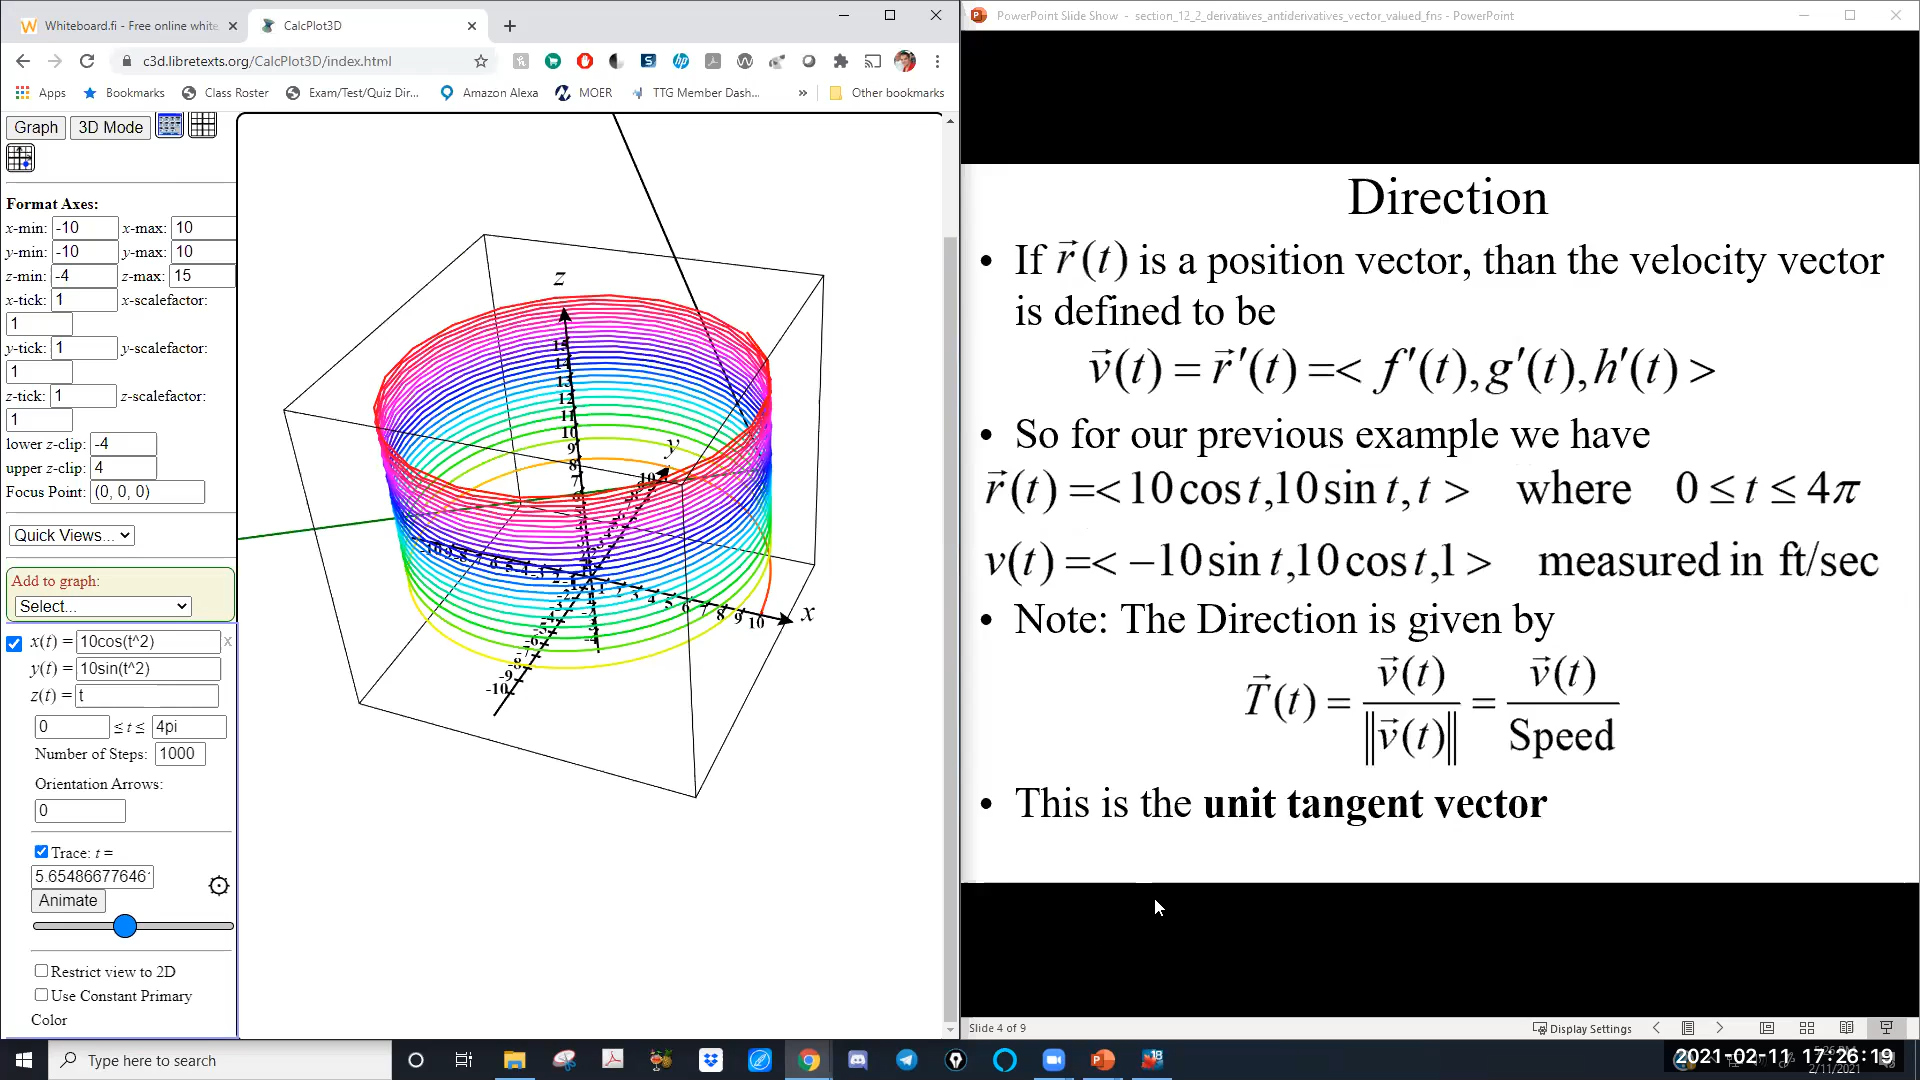 Whiteboard.fi - Free online white
CalcPlot3D
c3d.libretexts.org/CalcPlot3D/index.html
Apps
Bookmarks
Class Roster
Exam/Test/Quiz Dir...
Amazon Alexa
MOER
TTG Member Dash...
»
Other bookmarks
Graph
3D Mode
Format Axes:
x-min: -10 x-max: 10
y-min: -10 y-max: 10
z-min: -4 z-max: 15
x-tick: 1 x-scalefactor:
1
y-tick: 1 y-scalefactor:
1
z-tick: 1 z-scalefactor:
1
lower z-clip: -4
upper z-clip: 4
Focus Point: (0, 0, 0)
Quick Views...
Add to graph:
Select...
x(t) = 10cos(t^2) x
y(t) = 10sin(t^2)
z(t) = t
0 ≤ t ≤ 4pi
Number of Steps: 1000
Orientation Arrows:
0
Trace: t =
5.65486677646
Animate
Restrict view to 2D
Use Constant Primary
Color
z
y
x
PowerPoint Slide Show - section_12_2_derivatives_antiderivatives_vector_valued_fns - PowerPoint
Direction
• If r⃗(t) is a position vector, than the velocity vector
is defined to be
v⃗(t) = r⃗'(t) =< f'(t), g'(t), h'(t) >
• So for our previous example we have
r⃗(t) =< 10 cos t, 10 sin t, t > where 0 ≤ t ≤ 4π
v(t) =< −10 sin t, 10 cos t, 1 > measured in ft/sec
• Note: The Direction is given by
T⃗(t) = v⃗(t) / ‖v⃗(t)‖ = v⃗(t) / Speed
• This is the unit tangent vector
Slide 4 of 9
Display Settings
Type here to search
2021-02-11 17:26:19
2/11/2021